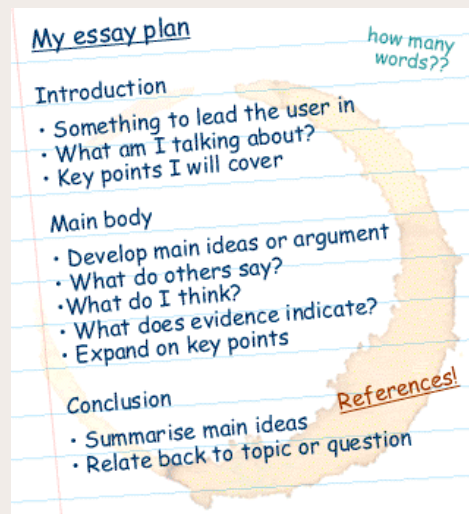 My essay plan
how many
words??
Introduction
· Something to lead the user in
· What am I talking about?
· Key points I will cover
Main body
· Develop main ideas or argument
· What do others say?
·What do I think?
· What does evidence indicate?
· Expand on key points
Conclusion
References!
· Summarise main ideas
· Relate back to topic or question